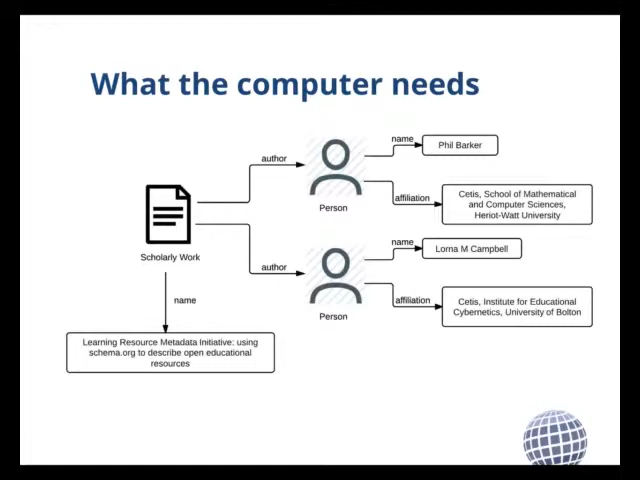 What the computer needs
name
Phil Barker
author
affiliation
Cetis, School of Mathematical
and Computer Sciences,
Heriot-Watt University
Person
Scholarly Work
name
Lorna M Campbell
author
affiliation
Cetis, Institute for Educational
Cybernetics, University of Bolton
Person
name
Learning Resource Metadata Initiative: using
schema.org to describe open educational
resources